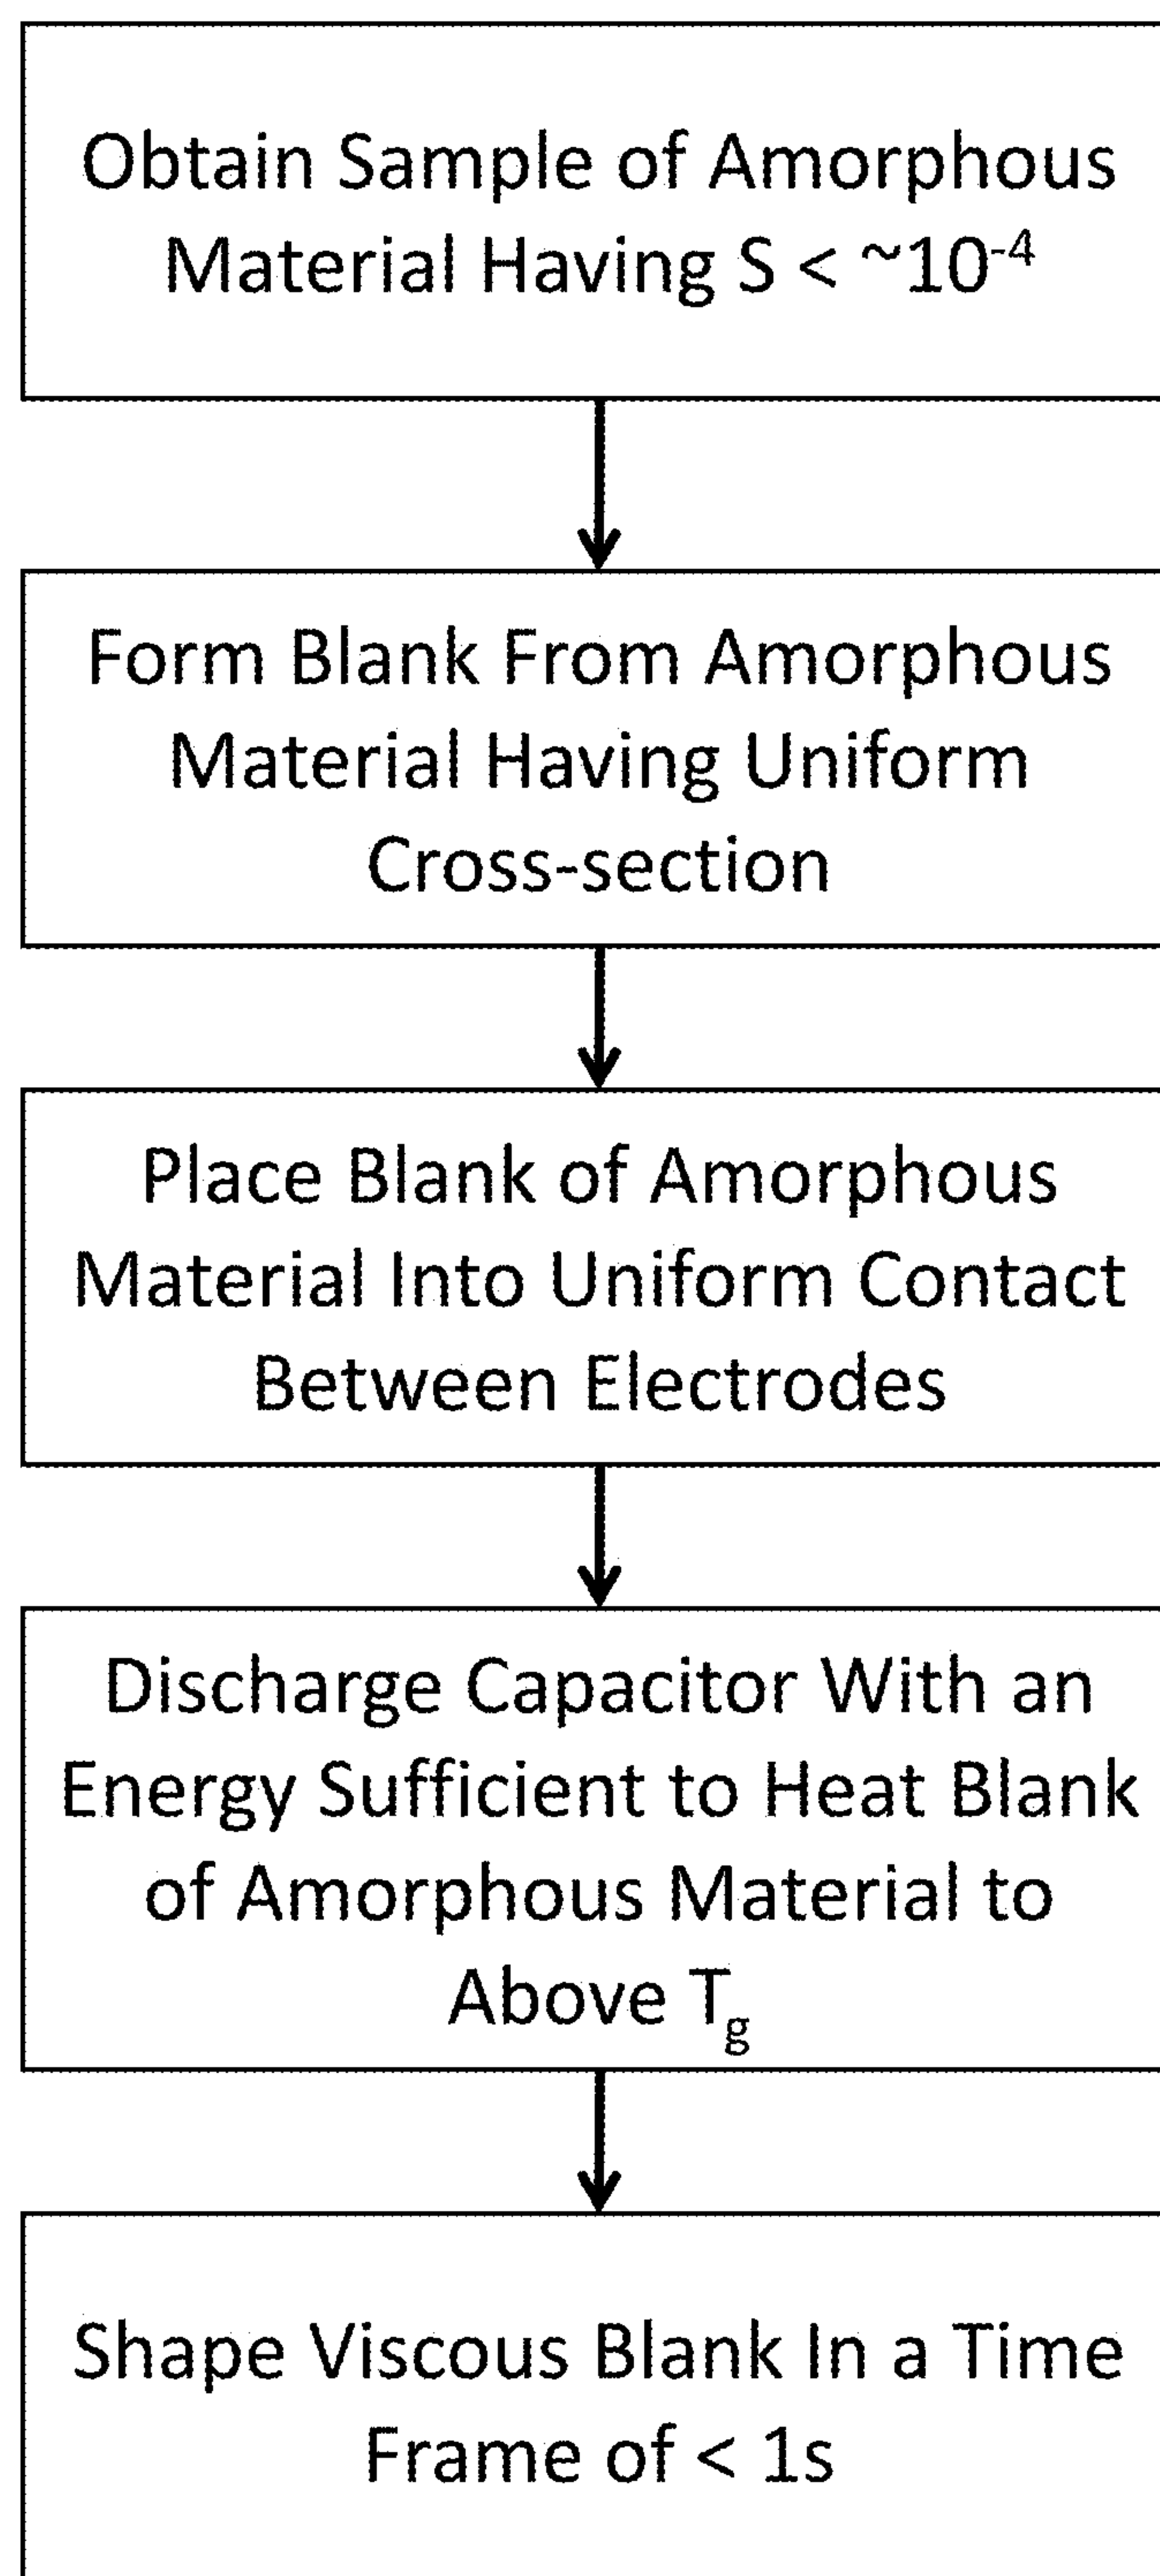 Obtain Sample of Amorphous
Material Having S < ~10⁻⁴
Form Blank From Amorphous
Material Having Uniform
Cross-section
Place Blank of Amorphous
Material Into Uniform Contact
Between Electrodes
Discharge Capacitor With an
Energy Sufficient to Heat Blank
of Amorphous Material to
Above Tg
Shape Viscous Blank In a Time
Frame of < 1s